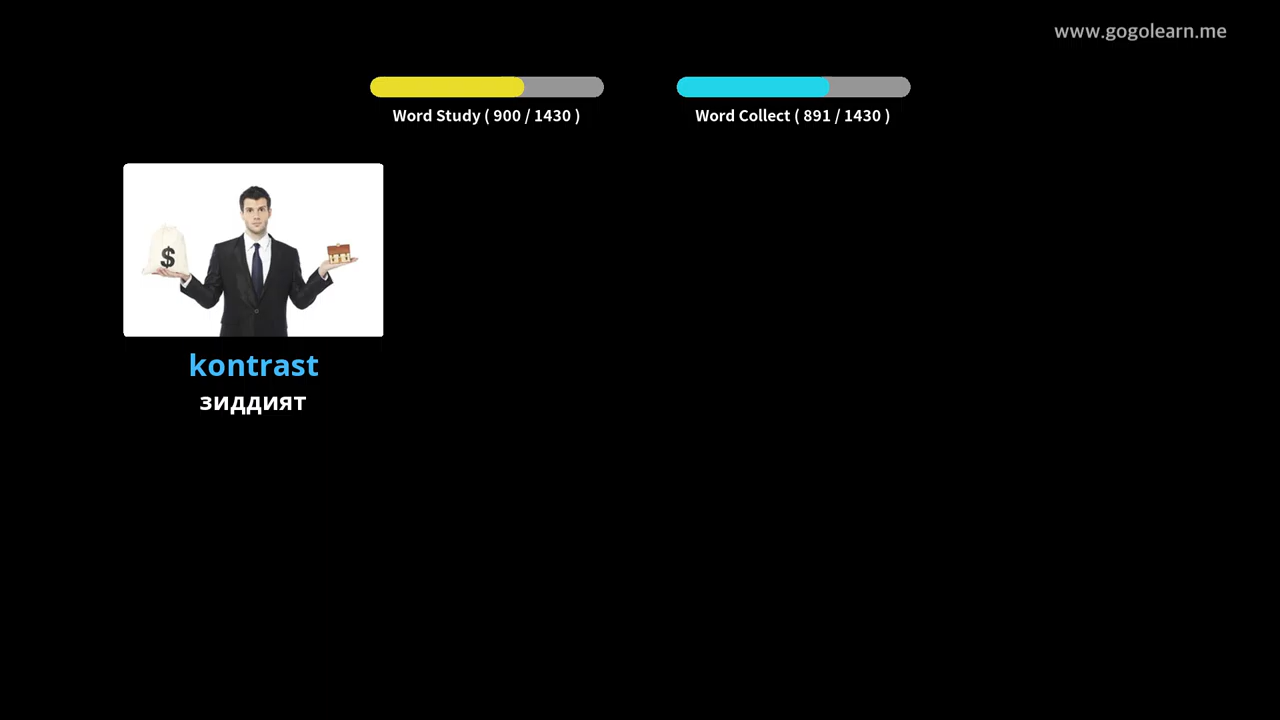 www.gogolearn.me
Word Study ( 900 / 1430 )
Word Collect ( 891 / 1430 )
$
kontrast
зиддият